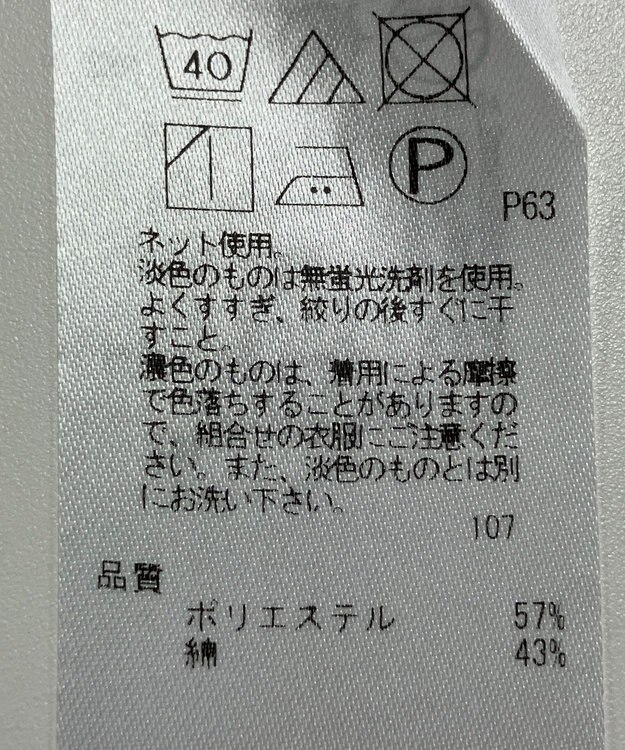 40
P
P63
ネット使用。
淡色のものは無蛍光洗剤を使用。
よくすすぎ、絞りの後すぐに干
すこと。
濃色のものは、着用による摩擦
で色落ちすることがありますの
で、組合せの衣服にご注意くだ
さい。また、淡色のものとは別
にお洗い下さい。
107
品質
ポリエステル 57%
綿 43%